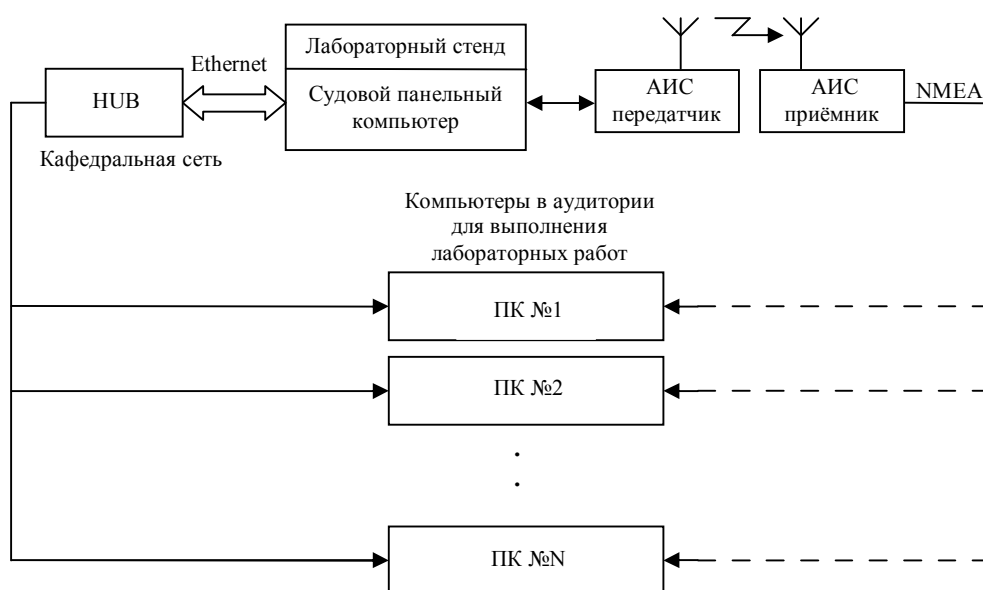 Лабораторный стенд
Ethernet
HUB
Судовой панельный
компьютер
АИС
передатчик
АИС
приёмник
NMEA
Кафедральная сеть
Компьютеры в аудитории
для выполнения
лабораторных работ
ПК №1
ПК №2
ПК №N